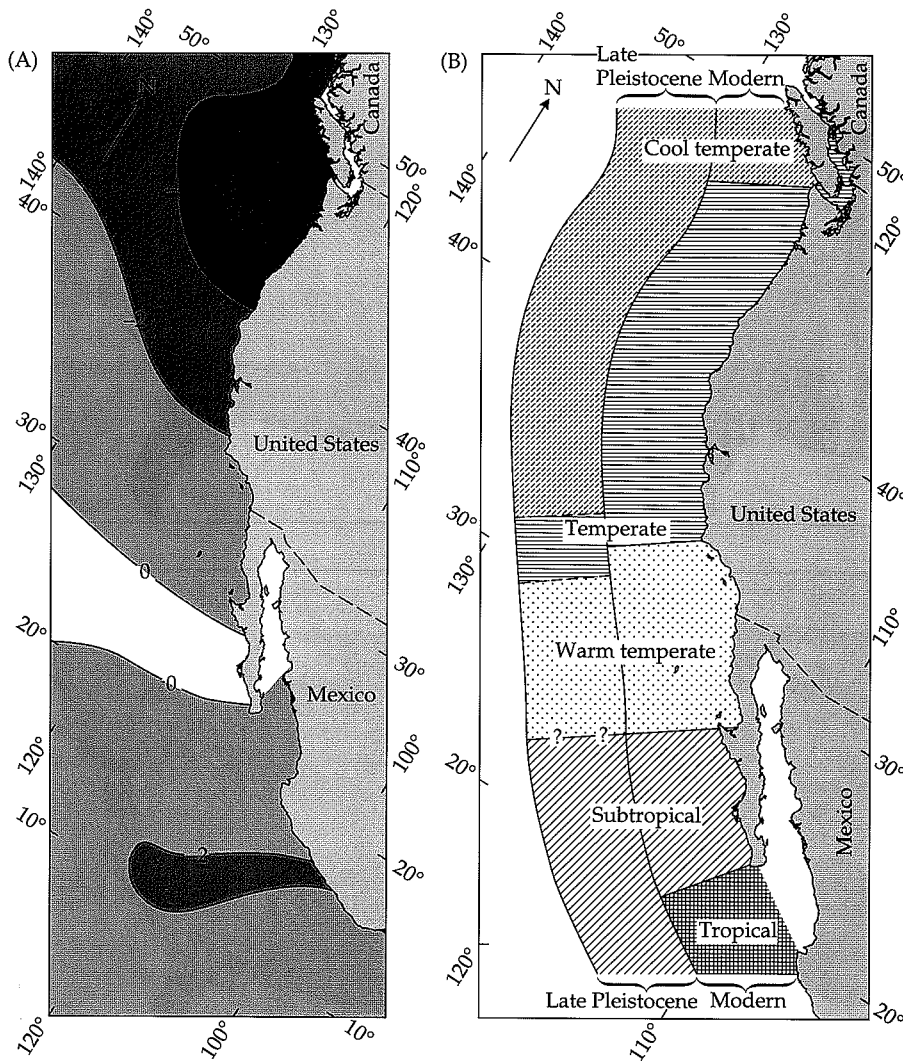 (A)
140°
50°
130°
Canada
140°
40°
50°
120°
30°
130°
United States
40°
110°
0
20°
0
30°
Mexico
120°
100°
10°
2
20°
120°
100°
10°
(B)
140°
Late
Pleistocene Modern
50°
130°
N
Canada
Cool temperate
140°
50°
120°
40°
40°
30°
Temperate
United States
130°
110°
Warm temperate
? ?
20°
30°
Subtropical
Mexico
Tropical
120°
Late Pleistocene Modern
110°
20°